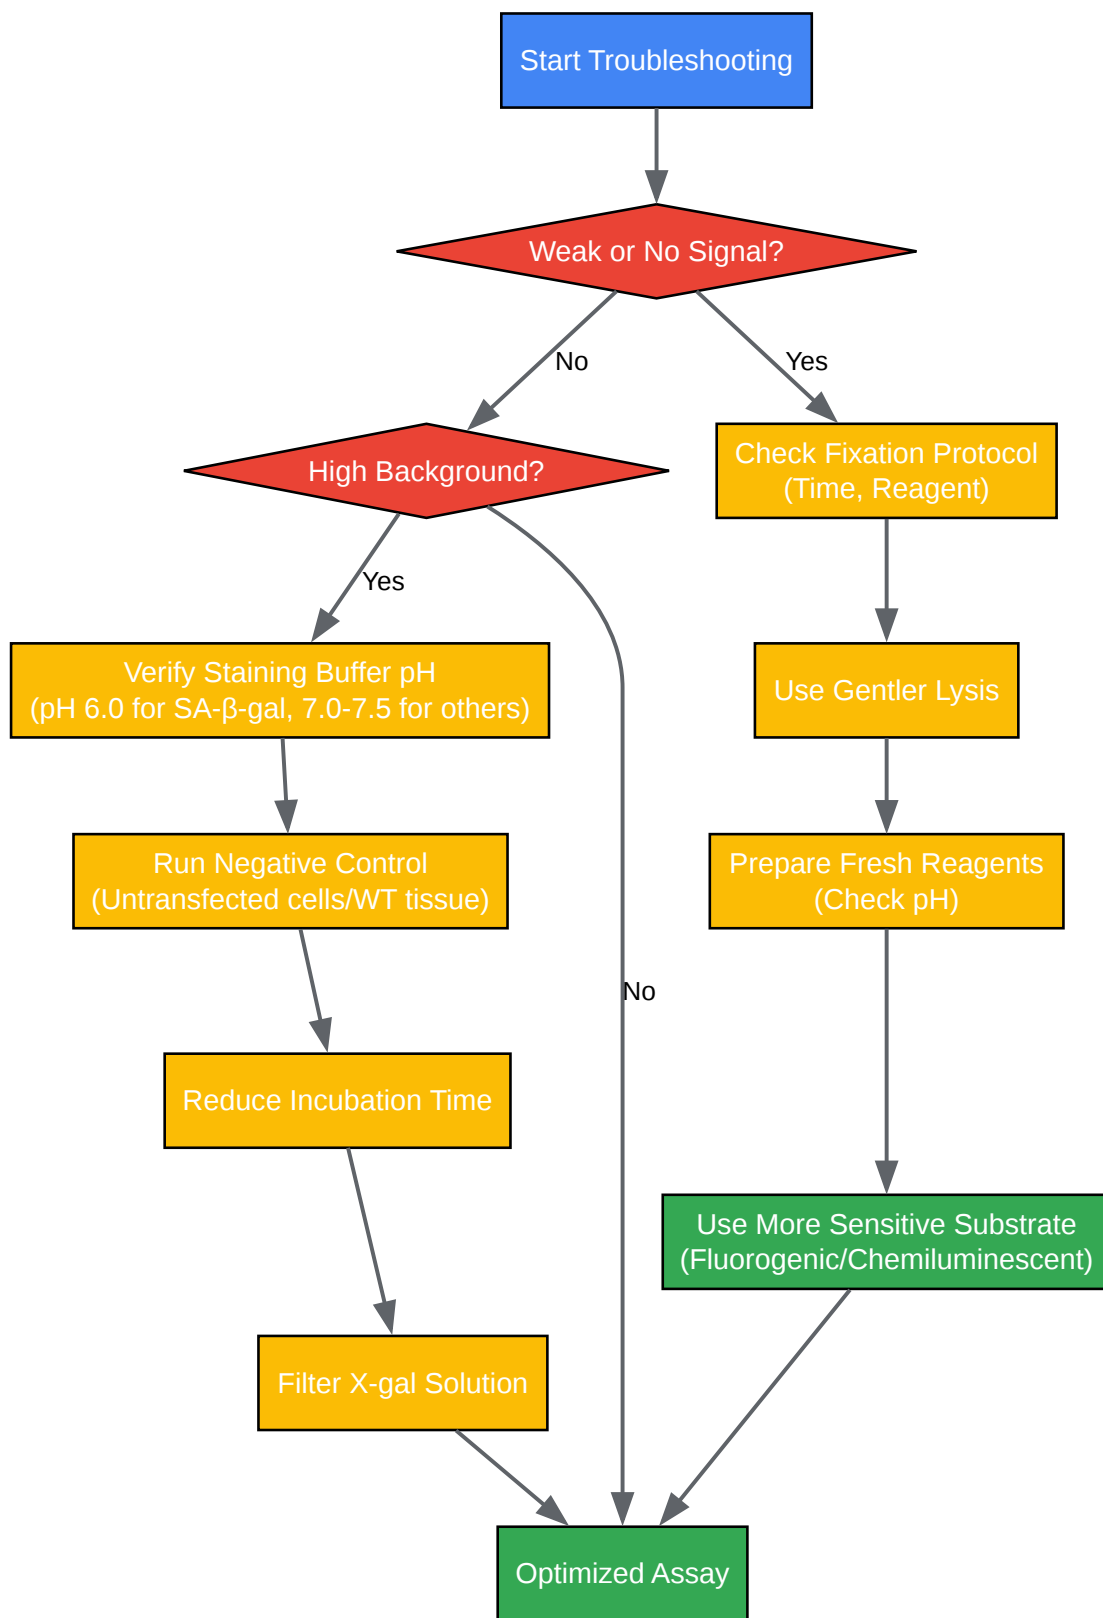 Start Troubleshooting
Weak or No Signal?
No
Yes
High Background?
Check Fixation Protocol
(Time, Reagent)
Yes
Verify Staining Buffer pH
(pH 6.0 for SA-β-gal, 7.0-7.5 for others)
Use Gentler Lysis
Run Negative Control
(Untransfected cells/WT tissue)
Prepare Fresh Reagents
(Check pH)
No
Reduce Incubation Time
Use More Sensitive Substrate
(Fluorogenic/Chemiluminescent)
Filter X-gal Solution
Optimized Assay